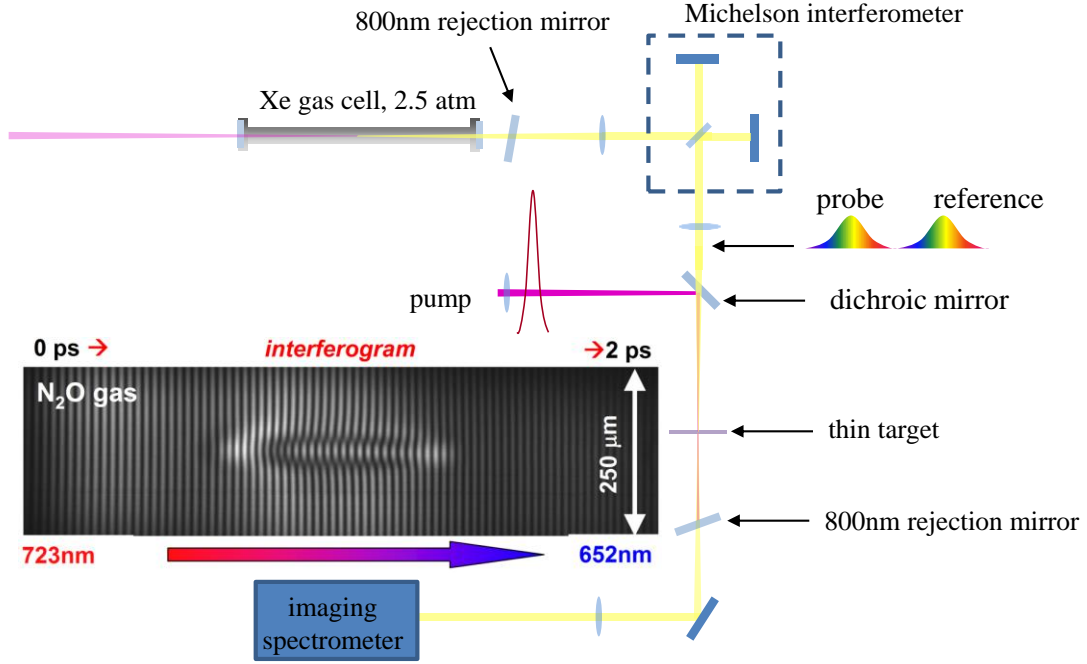 Michelson interferometer
800nm rejection mirror
Xe gas cell, 2.5 atm
probe reference
pump
dichroic mirror
0 ps → interferogram → 2 ps
N₂O gas
250 μm
thin target
800nm rejection mirror
723nm 652nm
imaging
spectrometer